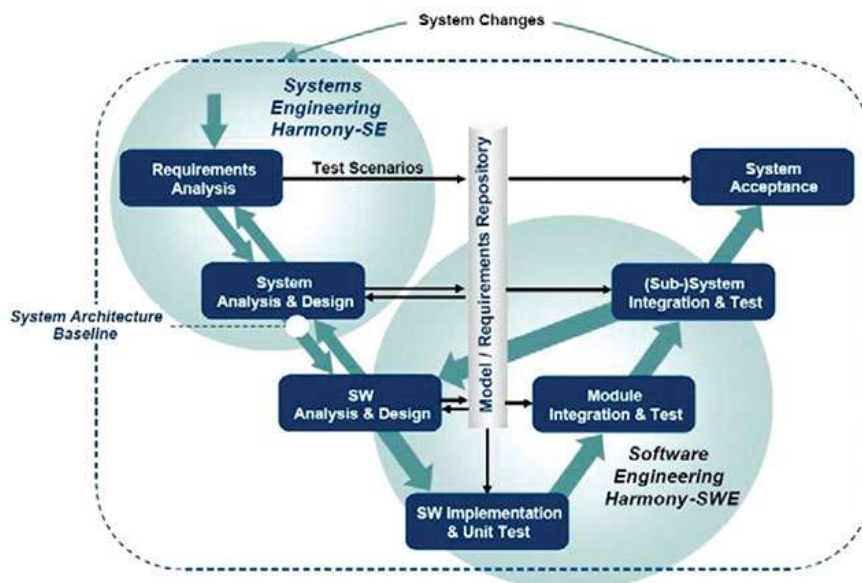 System Changes
Systems
Engineering
Harmony-SE
Requirements
Analysis
Test Scenarios
Model / Requirements Repository
System
Acceptance
System
Analysis & Design
(Sub-)System
Integration & Test
System Architecture
Baseline
SW
Analysis & Design
Module
Integration & Test
Software
Engineering
Harmony-SWE
SW Implementation
& Unit Test